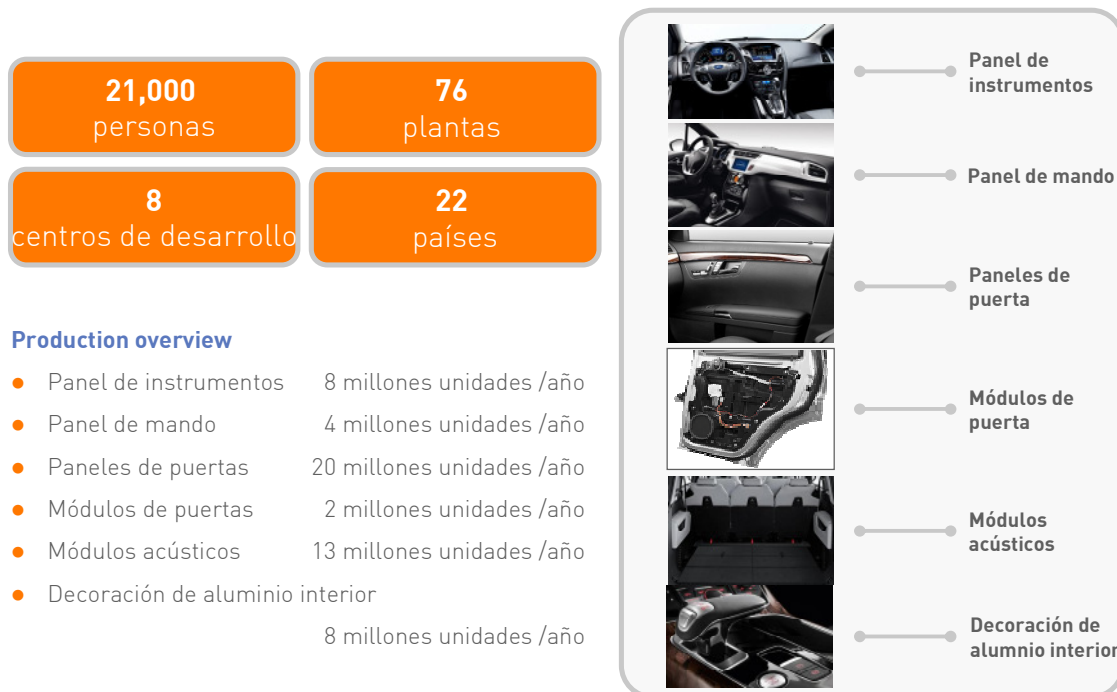 21,000
personas
76
plantas
8
centros de desarrollo
22
países
Production overview
● Panel de instrumentos 8 millones unidades /año
● Panel de mando 4 millones unidades /año
● Paneles de puertas 20 millones unidades /año
● Módulos de puertas 2 millones unidades /año
● Módulos acústicos 13 millones unidades /año
● Decoración de aluminio interior
8 millones unidades /año
Panel de
instrumentos
Panel de mando
Paneles de
puerta
Módulos de
puerta
Módulos
acústicos
Decoración de
alumnio interior